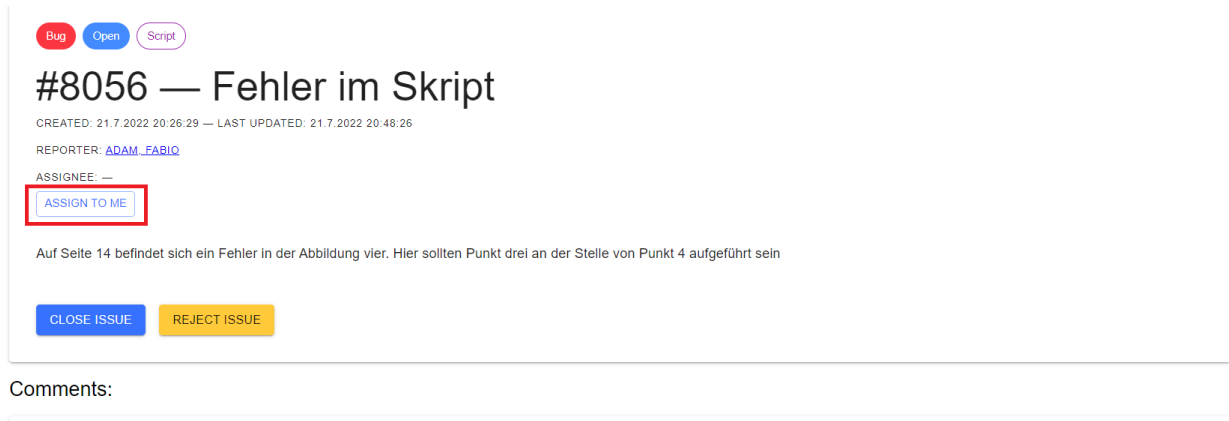 Bug Open Script
#8056 — Fehler im Skript
CREATED: 21.7.2022 20:26:29 — LAST UPDATED: 21.7.2022 20:48:26
REPORTER: ADAM, FABIO
ASSIGNEE: —
ASSIGN TO ME
Auf Seite 14 befindet sich ein Fehler in der Abbildung vier. Hier sollten Punkt drei an der Stelle von Punkt 4 aufgeführt sein
CLOSE ISSUE REJECT ISSUE
Comments: